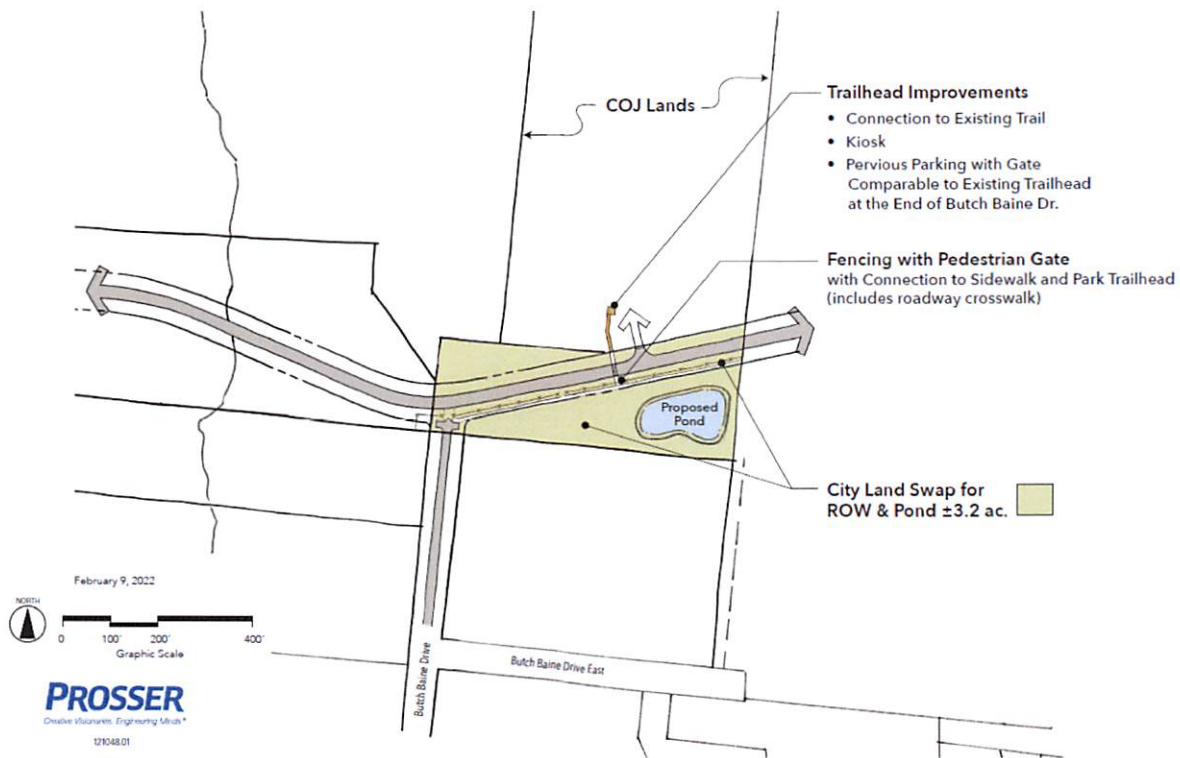 COJ Lands
Trailhead Improvements
• Connection to Existing Trail
• Kiosk
• Pervious Parking with Gate
Comparable to Existing Trailhead
at the End of Butch Baine Dr.
Fencing with Pedestrian Gate
with Connection to Sidewalk and Park Trailhead
(includes roadway crosswalk)
Proposed
Pond
City Land Swap for
ROW & Pond ±3.2 ac.
February 9, 2022
NORTH
0 100' 200' 400'
Graphic Scale
Butch Baine Drive
Butch Baine Drive East
PROSSER
Creative Visionaries. Engineering Minds®
121048.01